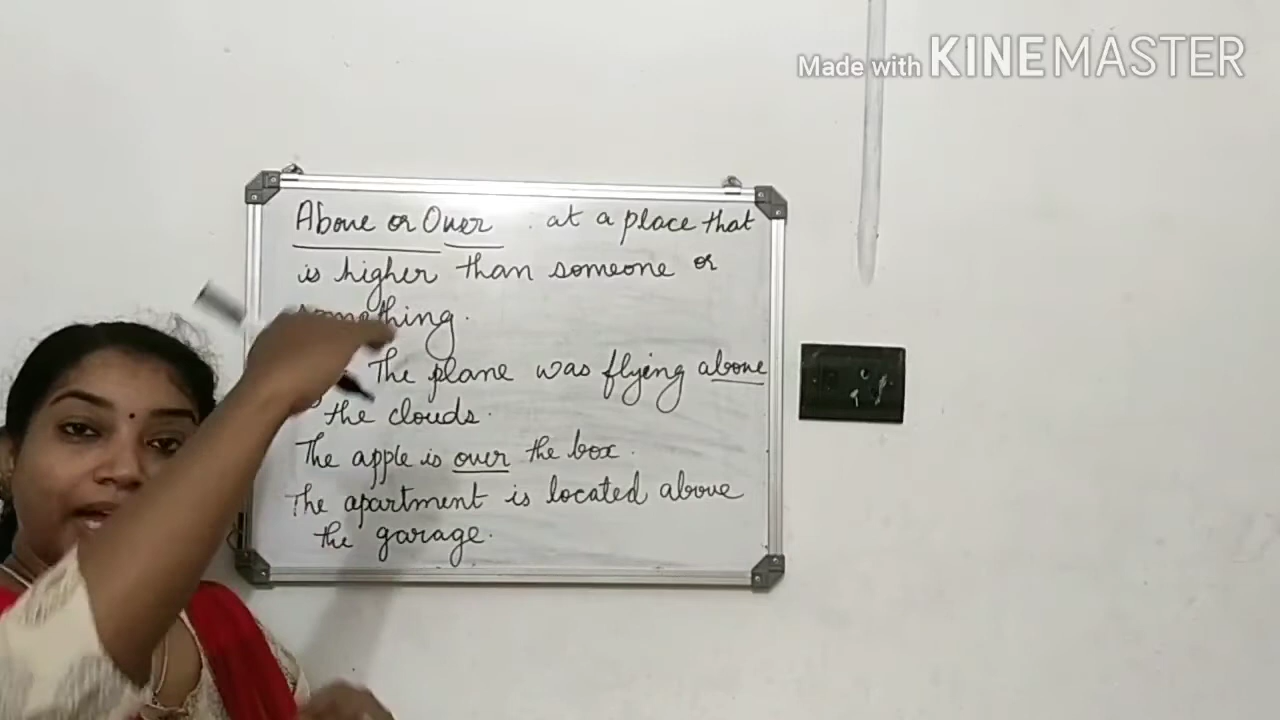 Made with KINEMASTER
Above or Over : at a place that
is higher than someone or
something.
The plane was flying above
the clouds.
The apple is over the box.
The apartment is located above
the garage.